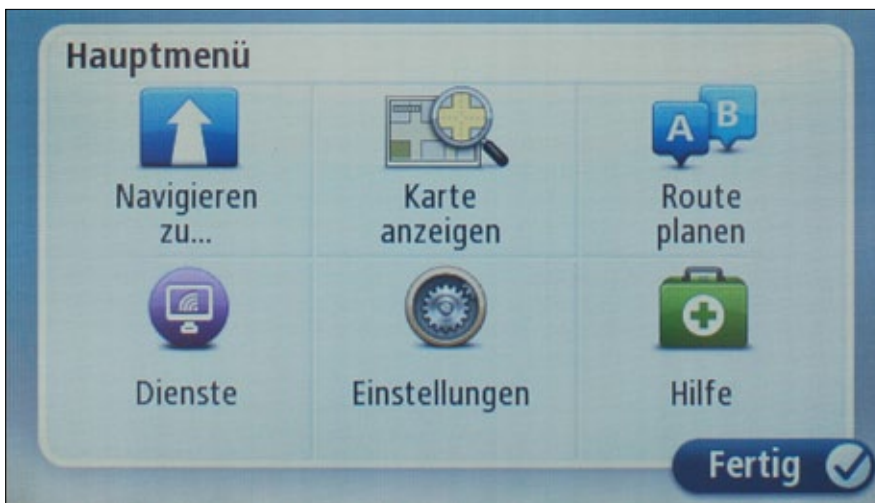 Hauptmenü
A B
Navigieren zu...
Karte anzeigen
Route planen
Dienste
Einstellungen
Hilfe
Fertig